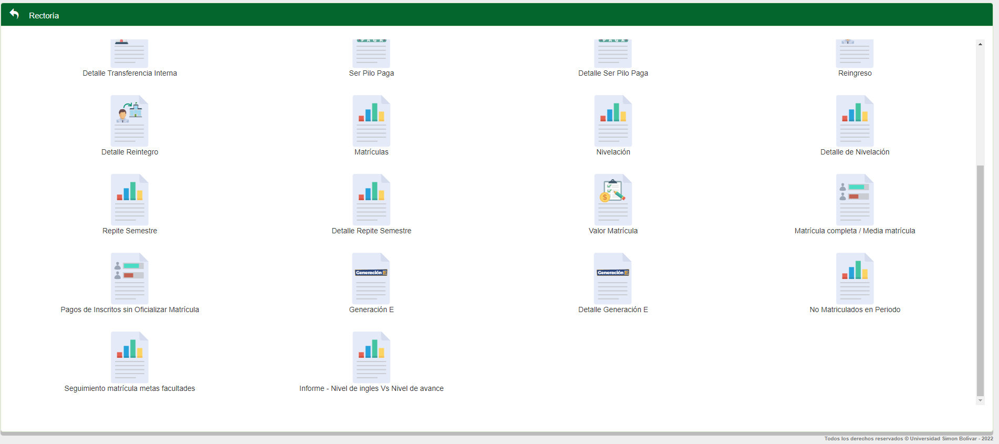 Rectoría
PAGA
PAGA
Detalle Transferencia Interna
Ser Pilo Paga
Detalle Ser Pilo Paga
Reingreso
Detalle Reintegro
Matrículas
Nivelación
Detalle de Nivelación
Repite Semestre
Detalle Repite Semestre
$
Valor Matrícula
Matrícula completa / Media matrícula
Generación E
Generación E
Pagos de Inscritos sin Oficializar Matrícula
Generación E
Detalle Generación E
No Matriculados en Periodo
Seguimiento matrícula metas facultades
Informe - Nivel de ingles Vs Nivel de avance
Todos los derechos reservados © Universidad Simon Bolívar - 2022